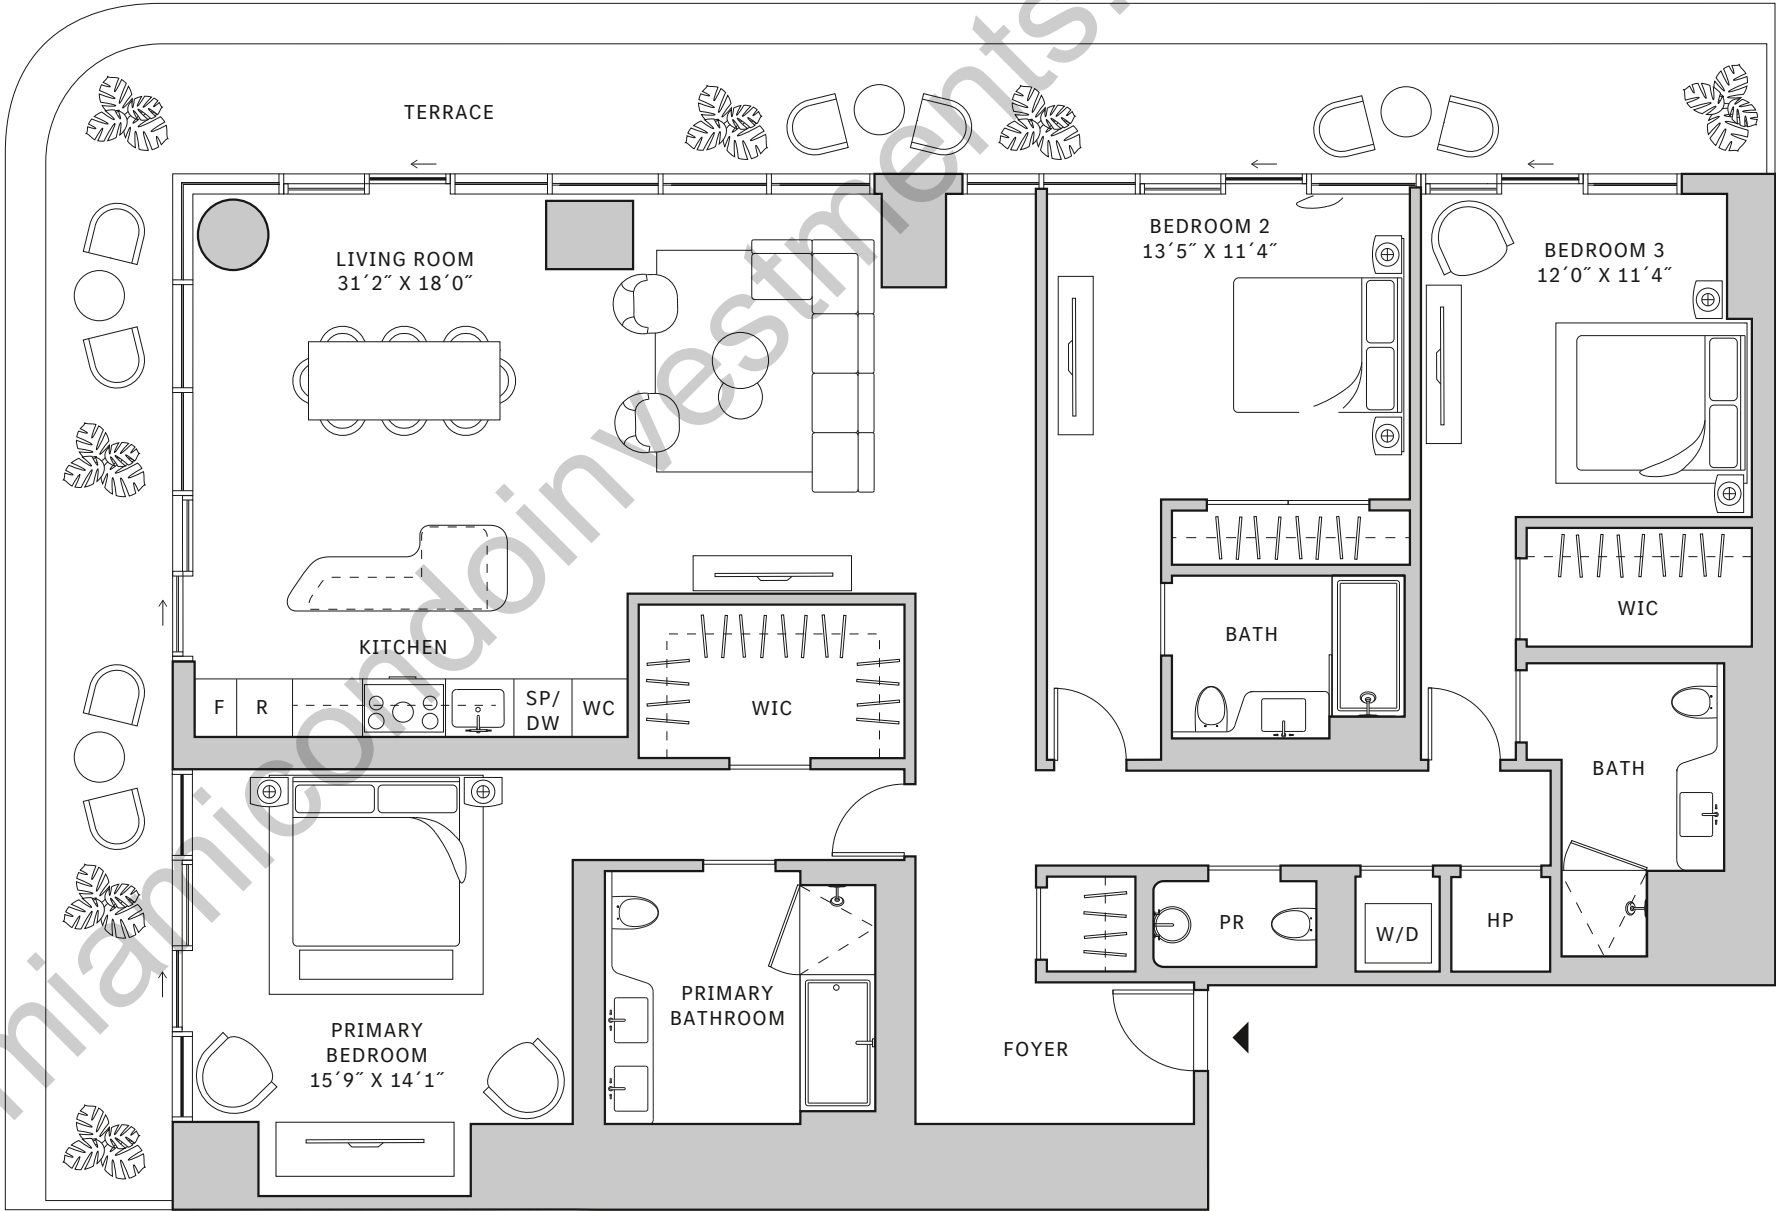 TERRACE
LIVING ROOM
31´2˝ X 18´0˝
BEDROOM 2
13´5˝ X 11´4˝
BEDROOM 3
12´0˝ X 11´4˝
KITCHEN
F
R
SP/
DW
WC
WIC
BATH
WIC
BATH
PRIMARY
BATHROOM
PR
W/D
HP
PRIMARY
BEDROOM
15´9˝ X 14´1˝
FOYER
miamicondoinvestments.